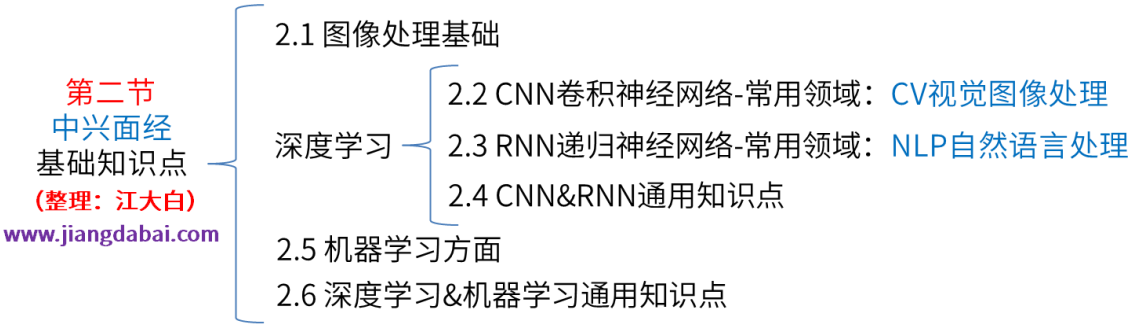 第二节
中兴面经
基础知识点
（整理：江大白）
www.jiangdabai.com
2.1 图像处理基础
深度学习
2.2 CNN卷积神经网络-常用领域：CV视觉图像处理
2.3 RNN递归神经网络-常用领域：NLP自然语言处理
2.4 CNN&RNN通用知识点
2.5 机器学习方面
2.6 深度学习&机器学习通用知识点